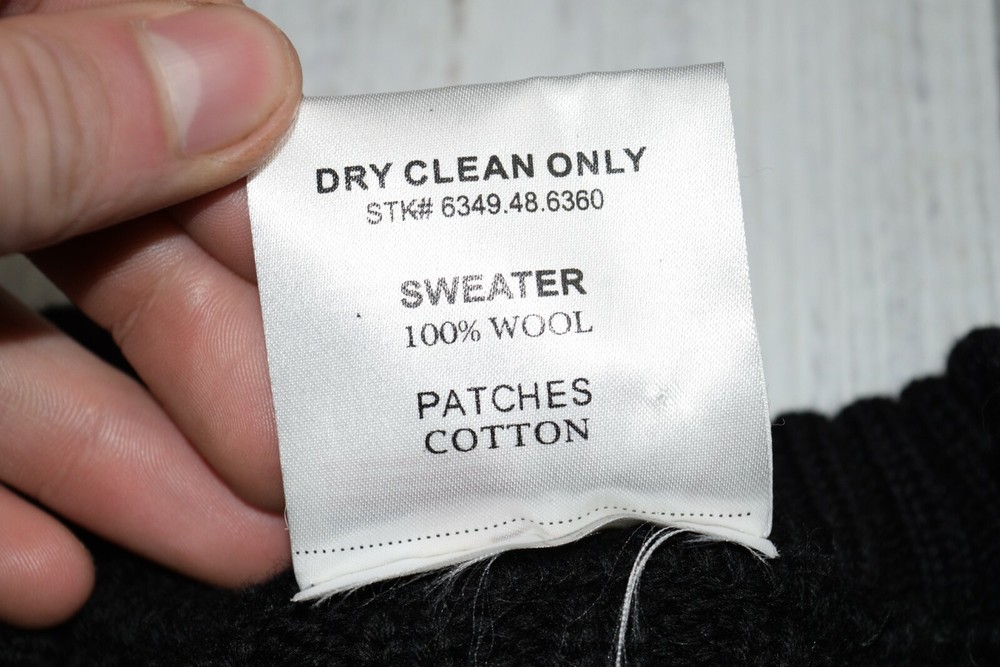 DRY CLEAN ONLY
STK# 6349.48.6360
SWEATER
100% WOOL
PATCHES
COTTON